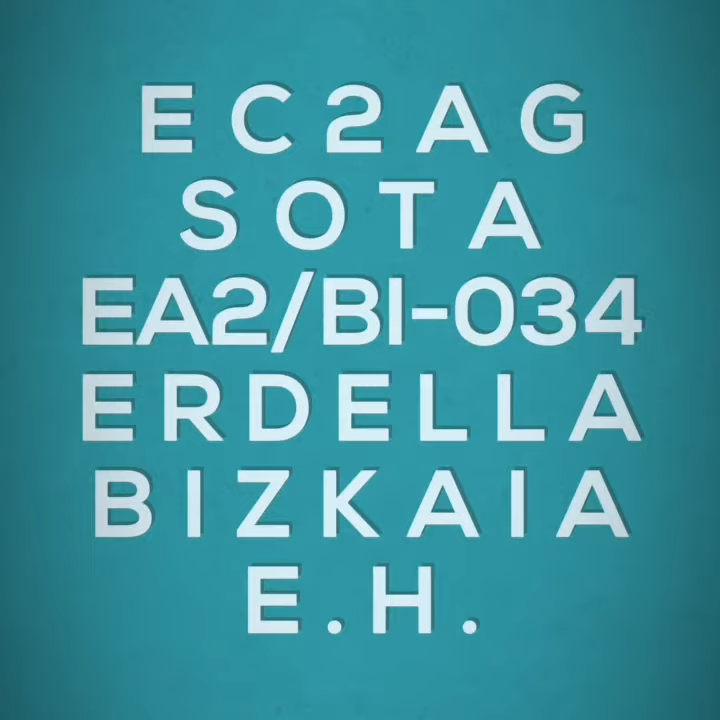 EC2AG
SOTA
EA2/BI-034
ERDELLA
BIZKAIA
E.H.